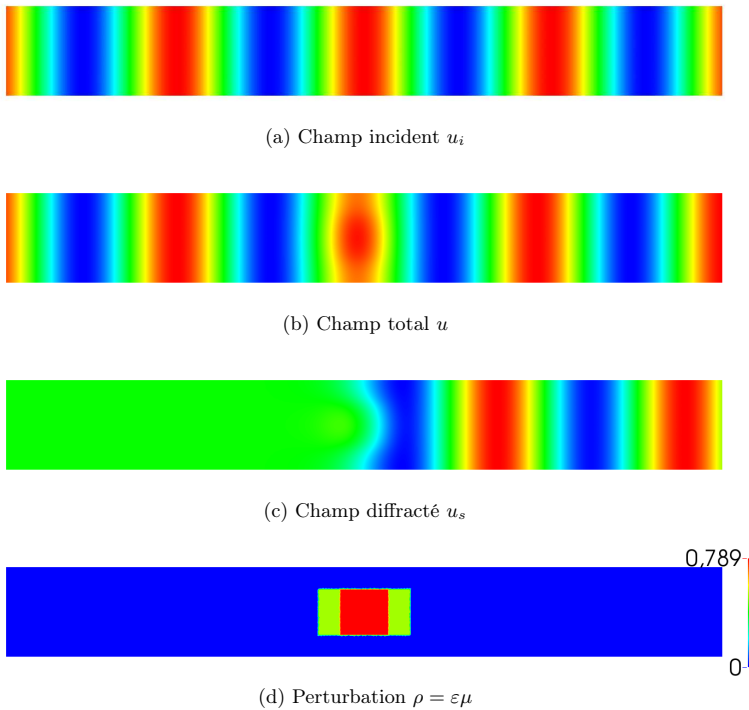 (a) Champ incident u_i
(b) Champ total u
(c) Champ diffracté u_s
0,789
0
(d) Perturbation ρ = εμ